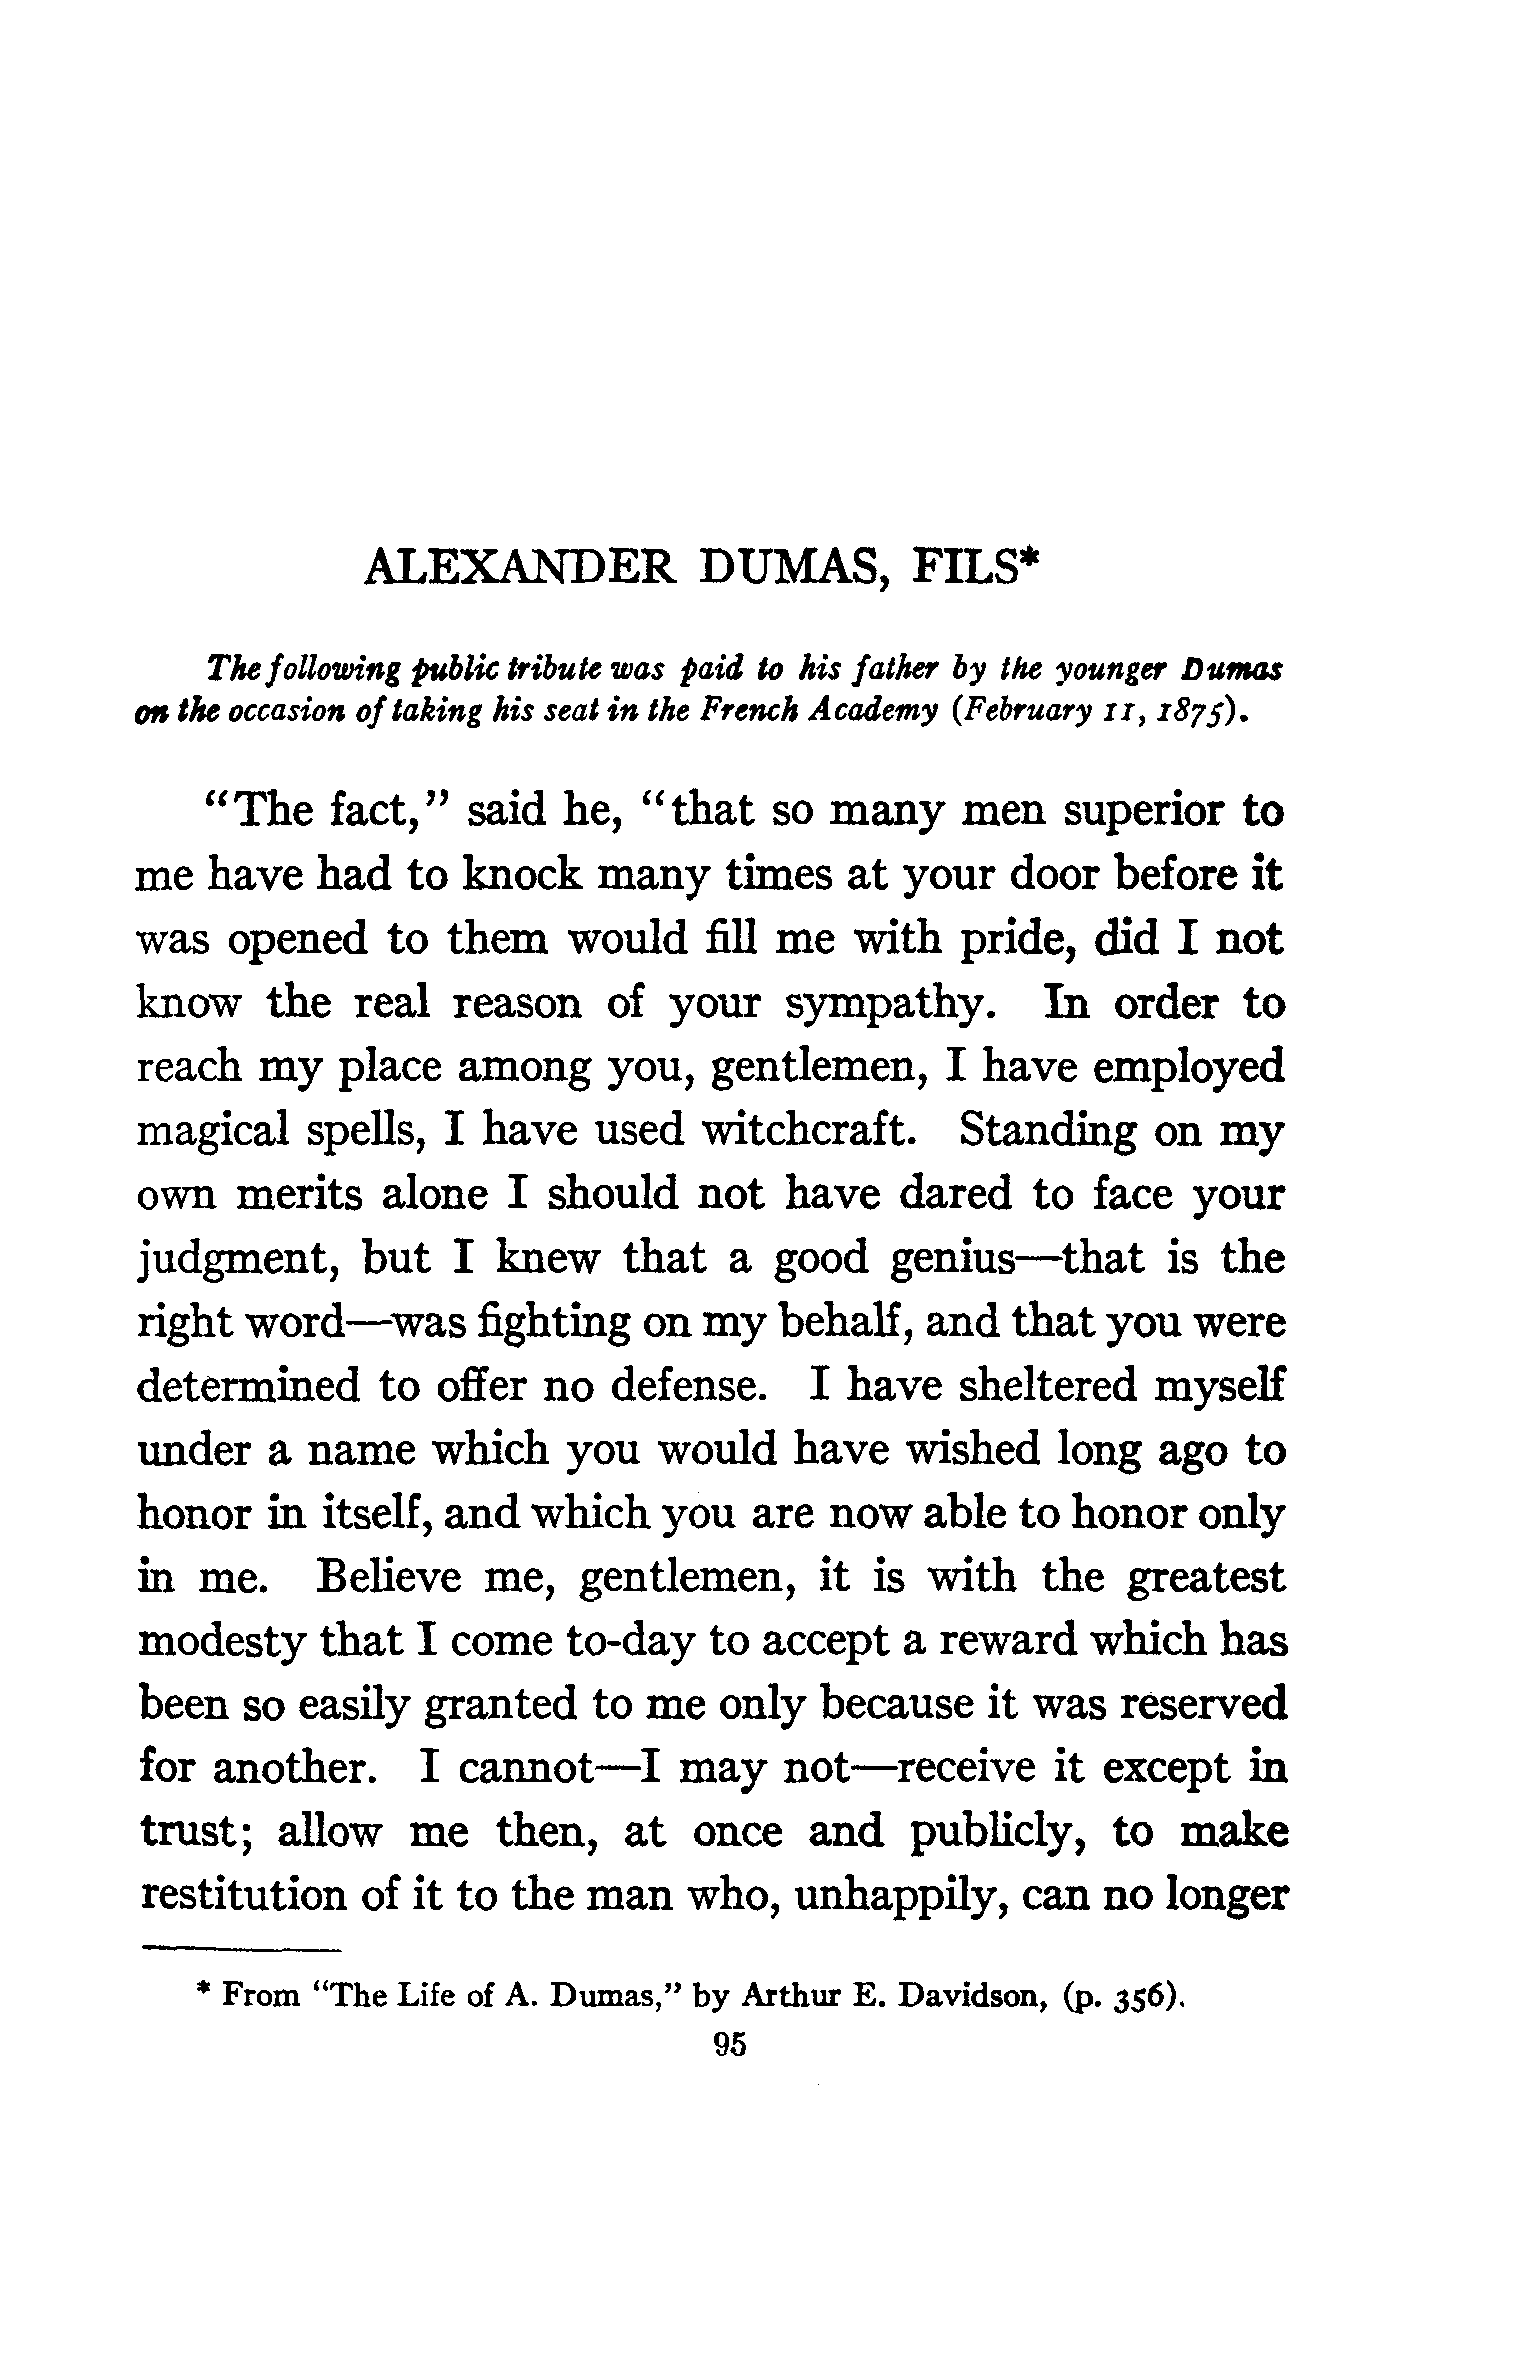 ALEXANDER DUMAS, FILS*
The following public tribute was paid to his father by the younger Dumas
on the occasion of taking his seat in the French Academy (February 11, 1875).
“The fact,” said he, “that so many men superior to
me have had to knock many times at your door before it
was opened to them would fill me with pride, did I not
know the real reason of your sympathy. In order to
reach my place among you, gentlemen, I have employed
magical spells, I have used witchcraft. Standing on my
own merits alone I should not have dared to face your
judgment, but I knew that a good genius—that is the
right word—was fighting on my behalf, and that you were
determined to offer no defense. I have sheltered myself
under a name which you would have wished long ago to
honor in itself, and which you are now able to honor only
in me. Believe me, gentlemen, it is with the greatest
modesty that I come to-day to accept a reward which has
been so easily granted to me only because it was reserved
for another. I cannot—I may not—receive it except in
trust; allow me then, at once and publicly, to make
restitution of it to the man who, unhappily, can no longer
* From “The Life of A. Dumas,” by Arthur E. Davidson, (p. 356).
95